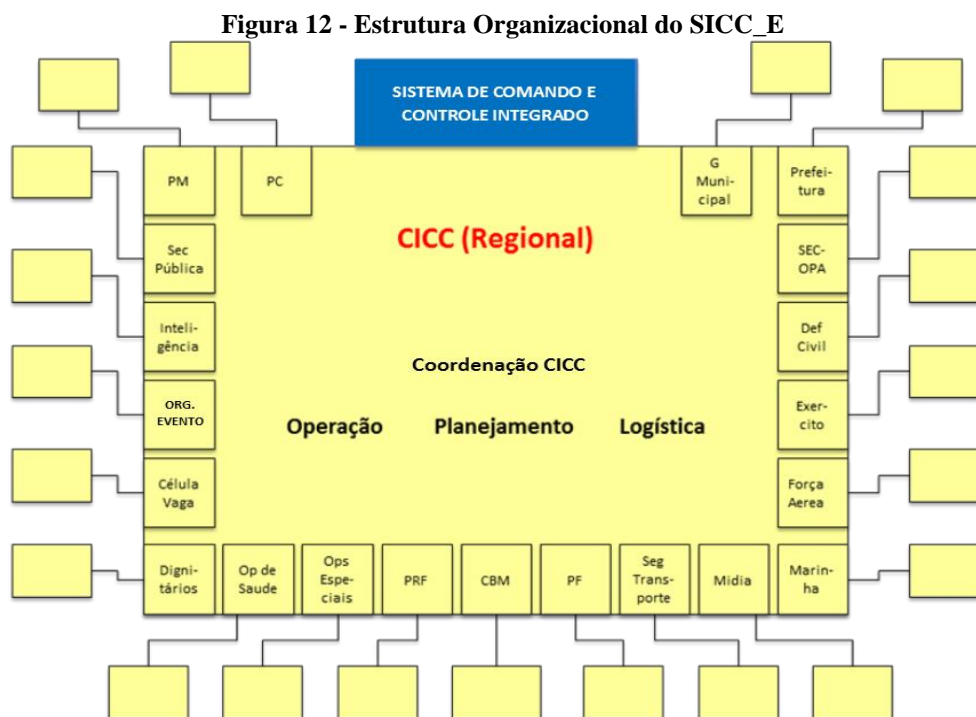 Figura 12 - Estrutura Organizacional do SICC_E
SISTEMA DE COMANDO E
CONTROLE INTEGRADO
PM
PC
G
Muni-
cipal
Prefei-
tura
CICC (Regional)
Sec
Pública
SEC-
OPA
Inteli-
gência
Def
Civil
Coordenação CICC
ORG.
EVENTO
Exer-
cito
Operação Planejamento Logística
Célula
Vaga
Força
Aerea
Digni-
tários
Op de
Saude
Ops
Espe-
ciais
PRF
CBM
PF
Seg
Trans-
porte
Midia
Marin-
ha